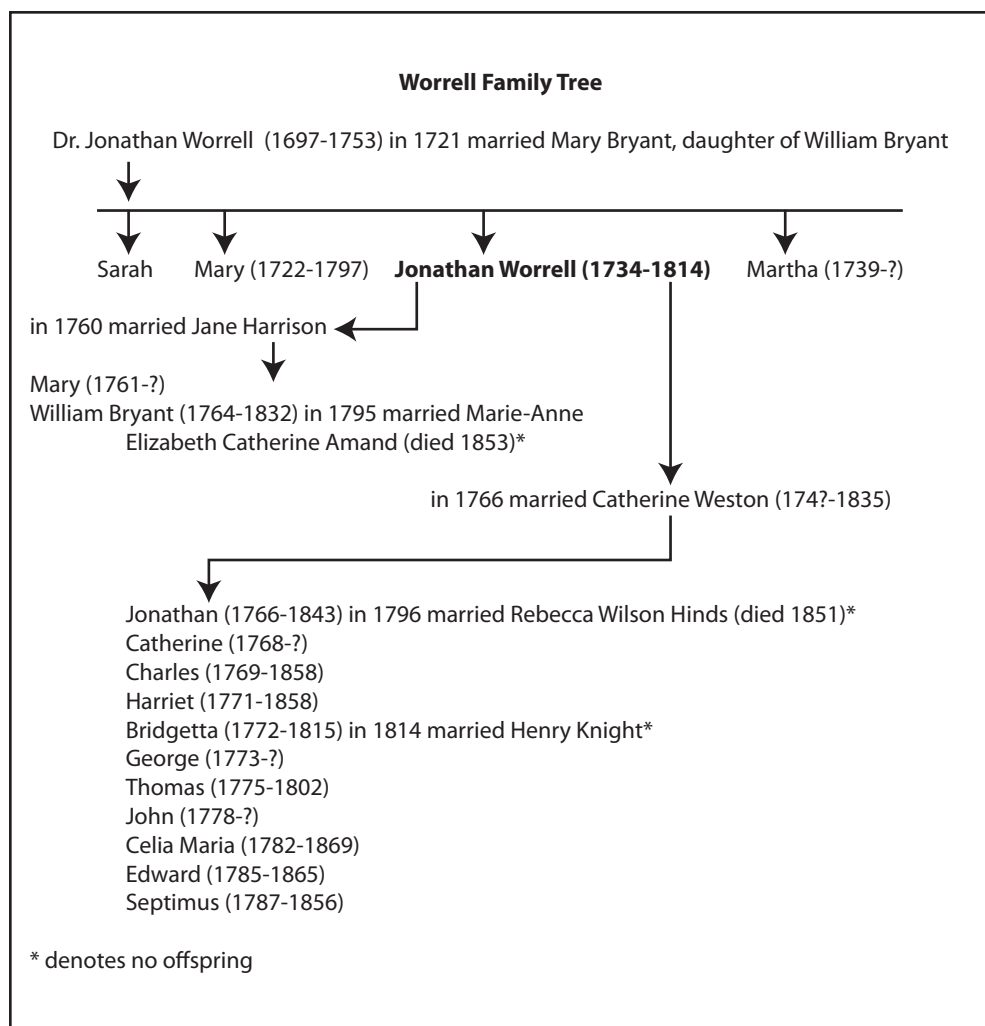 Worrell Family Tree
Dr. Jonathan Worrell (1697-1753) in 1721 married Mary Bryant, daughter of William Bryant
Sarah Mary (1722-1797) Jonathan Worrell (1734-1814) Martha (1739-?)
in 1760 married Jane Harrison
Mary (1761-?)
William Bryant (1764-1832) in 1795 married Marie-Anne
Elizabeth Catherine Amand (died 1853)*
in 1766 married Catherine Weston (174?-1835)
Jonathan (1766-1843) in 1796 married Rebecca Wilson Hinds (died 1851)*
Catherine (1768-?)
Charles (1769-1858)
Harriet (1771-1858)
Bridgetta (1772-1815) in 1814 married Henry Knight*
George (1773-?)
Thomas (1775-1802)
John (1778-?)
Celia Maria (1782-1869)
Edward (1785-1865)
Septimus (1787-1856)
* denotes no offspring